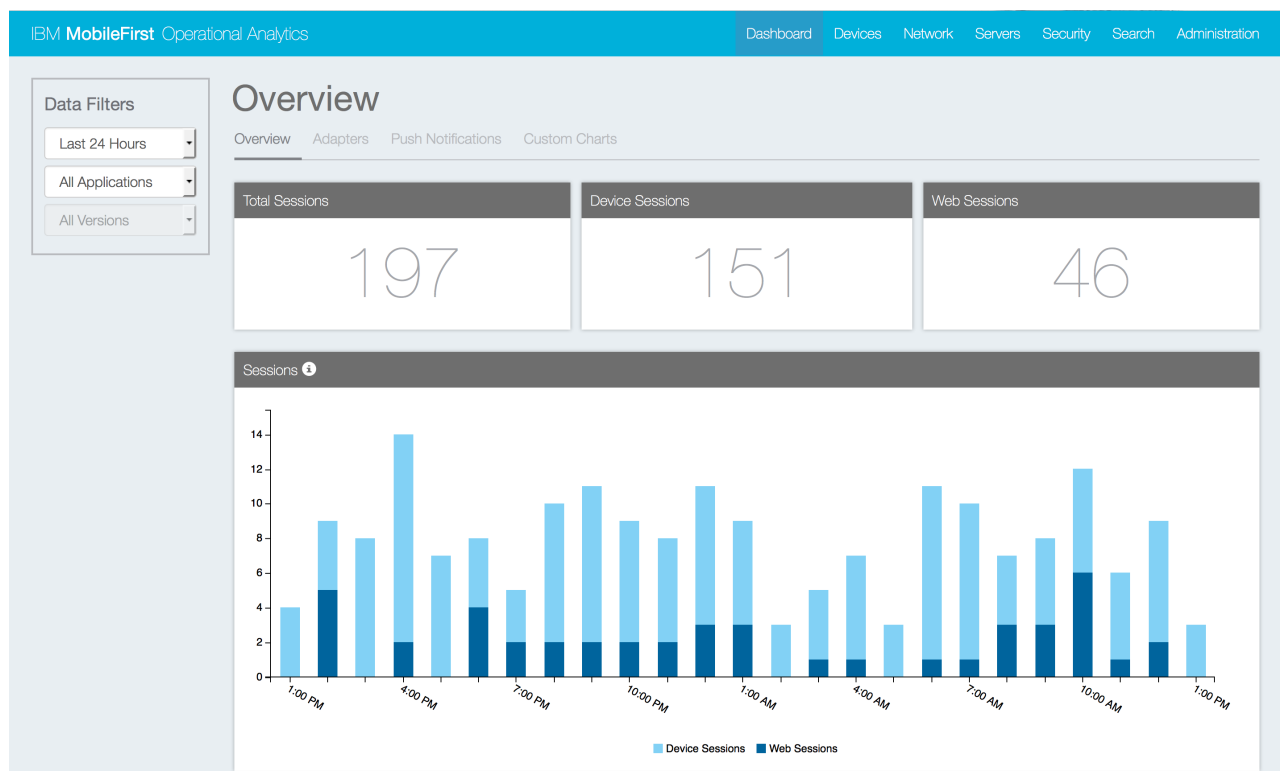 IBM MobileFirst Operational Analytics
Dashboard Devices Network Servers Security Search Administration
Data Filters
Last 24 Hours
All Applications
All Versions
Overview
Overview Adapters Push Notifications Custom Charts
Total Sessions
197
Device Sessions
151
Web Sessions
46
Sessions
14
12
10
8
6
4
2
0
1:00 PM 4:00 PM 7:00 PM 10:00 PM 1:00 AM 4:00 AM 7:00 AM 10:00 AM 1:00 PM
Device Sessions Web Sessions